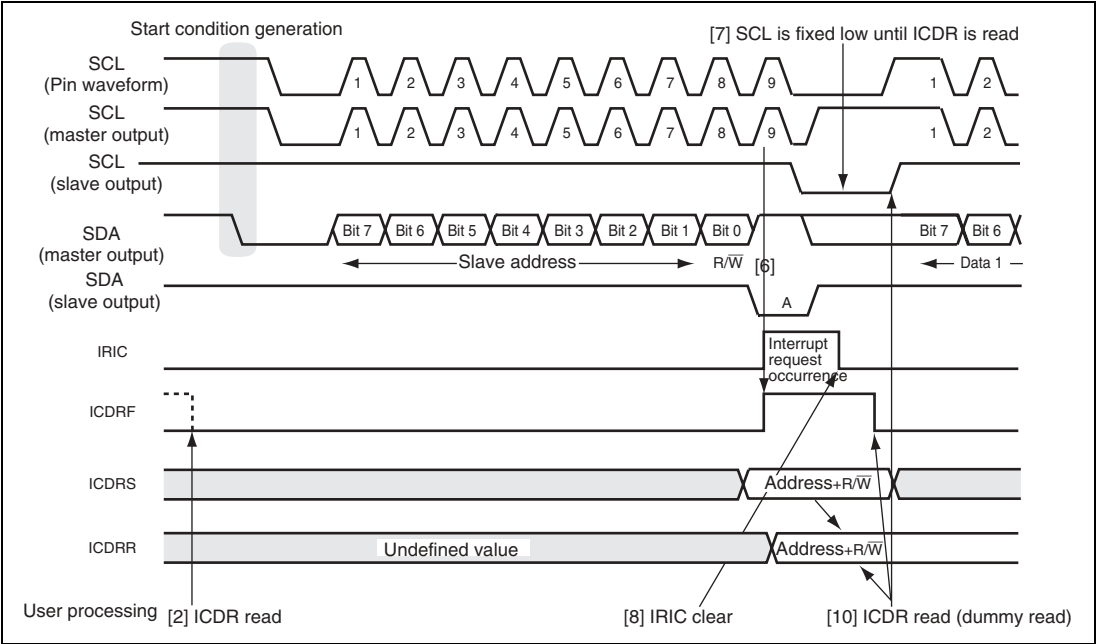 Start condition generation
[7] SCL is fixed low until ICDR is read
SCL
(Pin waveform)
1 2 3 4 5 6 7 8 9 1 2
SCL
(master output)
1 2 3 4 5 6 7 8 9 1 2
SCL
(slave output)
SDA
(master output)
Bit 7 Bit 6 Bit 5 Bit 4 Bit 3 Bit 2 Bit 1 Bit 0 Bit 7 Bit 6
Slave address R/W̅ [6] Data 1
SDA
(slave output)
A
IRIC
Interrupt
request
occurrence
ICDRF
ICDRS
Address+R/W̅
ICDRR
Undefined value
Address+R/W̅
User processing [2] ICDR read [8] IRIC clear [10] ICDR read (dummy read)